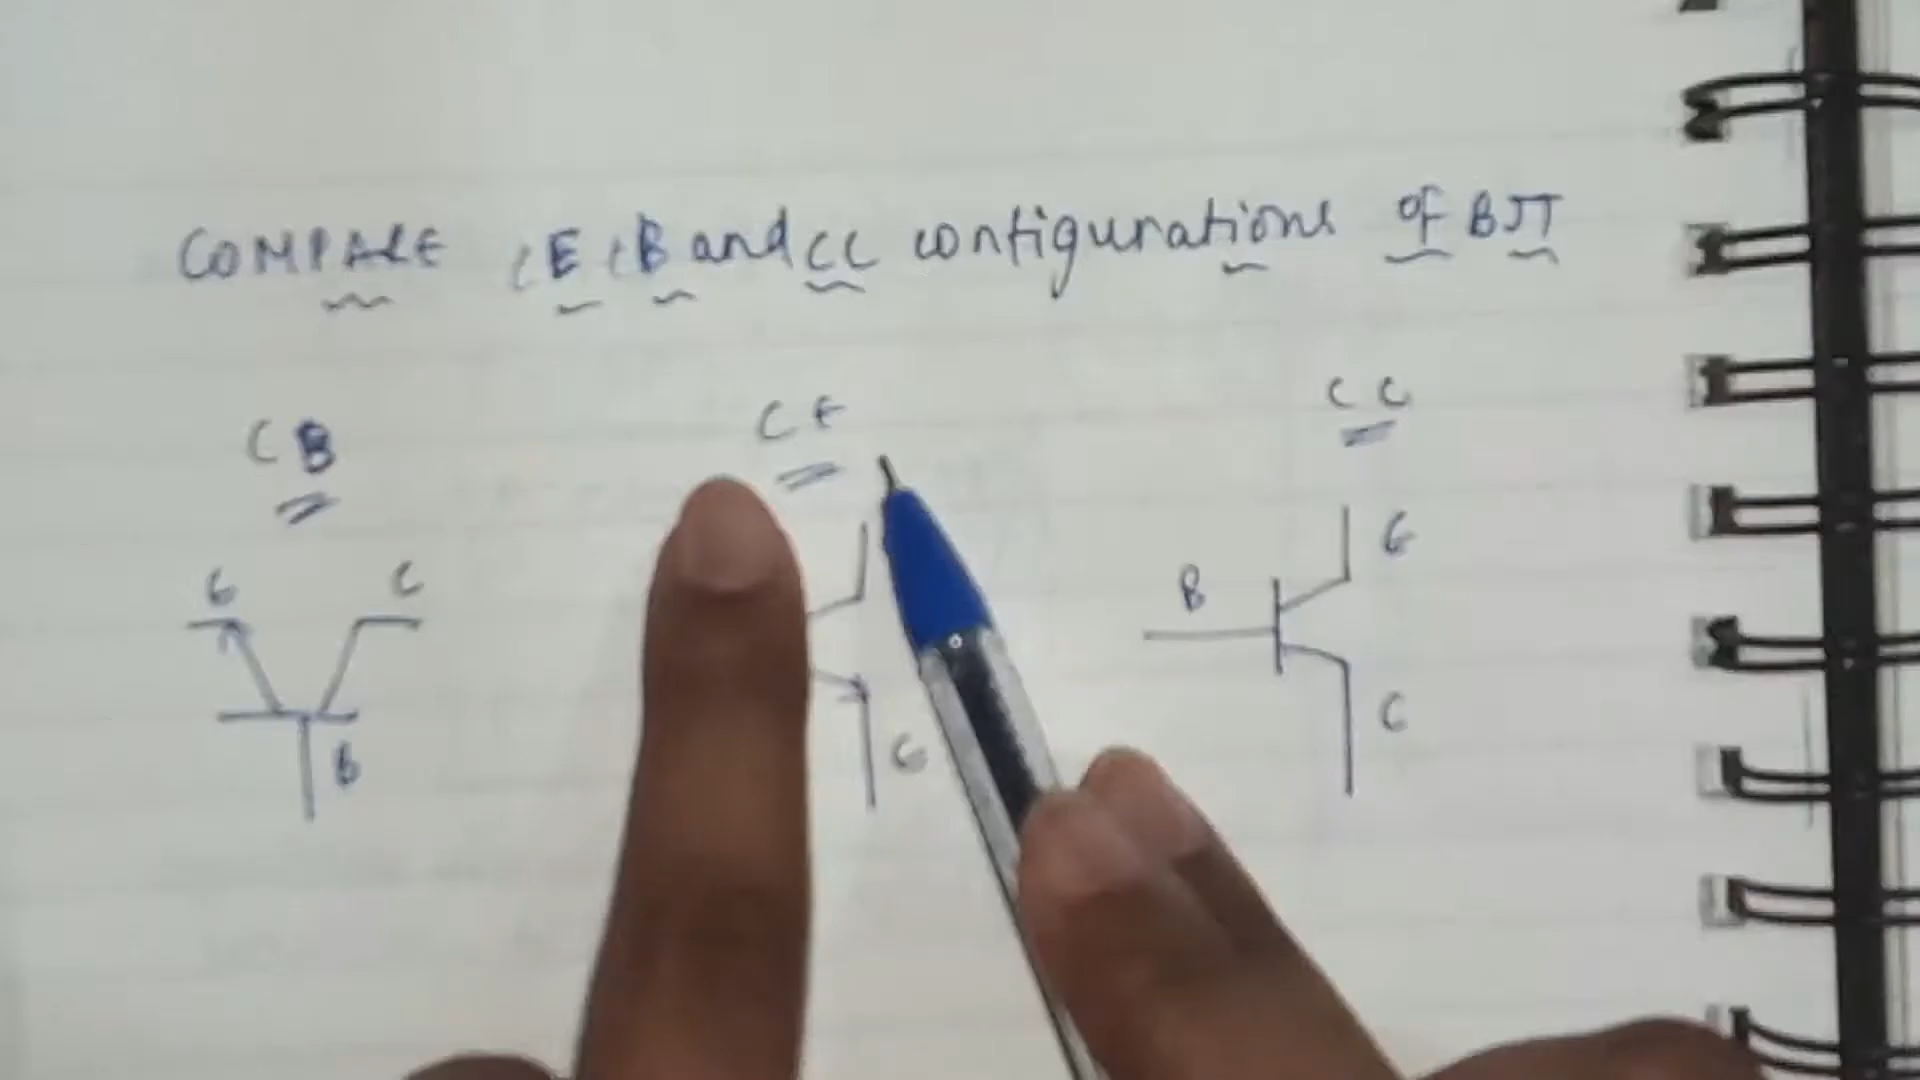 COMPARE CE CB and CC configurations of BJT
CB CE CC
E C E
B
B E C